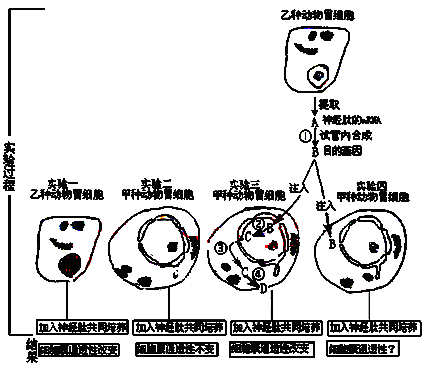 乙种动物胃细胞
提取
A 神经肽的mRNA
① 试管内合成
B 目的基因
注入
注入
实验过程
实验一
乙种动物胃细胞
实验二
甲种动物胃细胞
实验三
甲种动物胃细胞
实验四
甲种动物胃细胞
C
② B
C
③
C
④
D
B
加入神经肽共同培养
加入神经肽共同培养
加入神经肽共同培养
加入神经肽共同培养
结果
细胞膜通透性改变
细胞膜通透性不变
细胞膜通透性改变
细胞膜通透性?